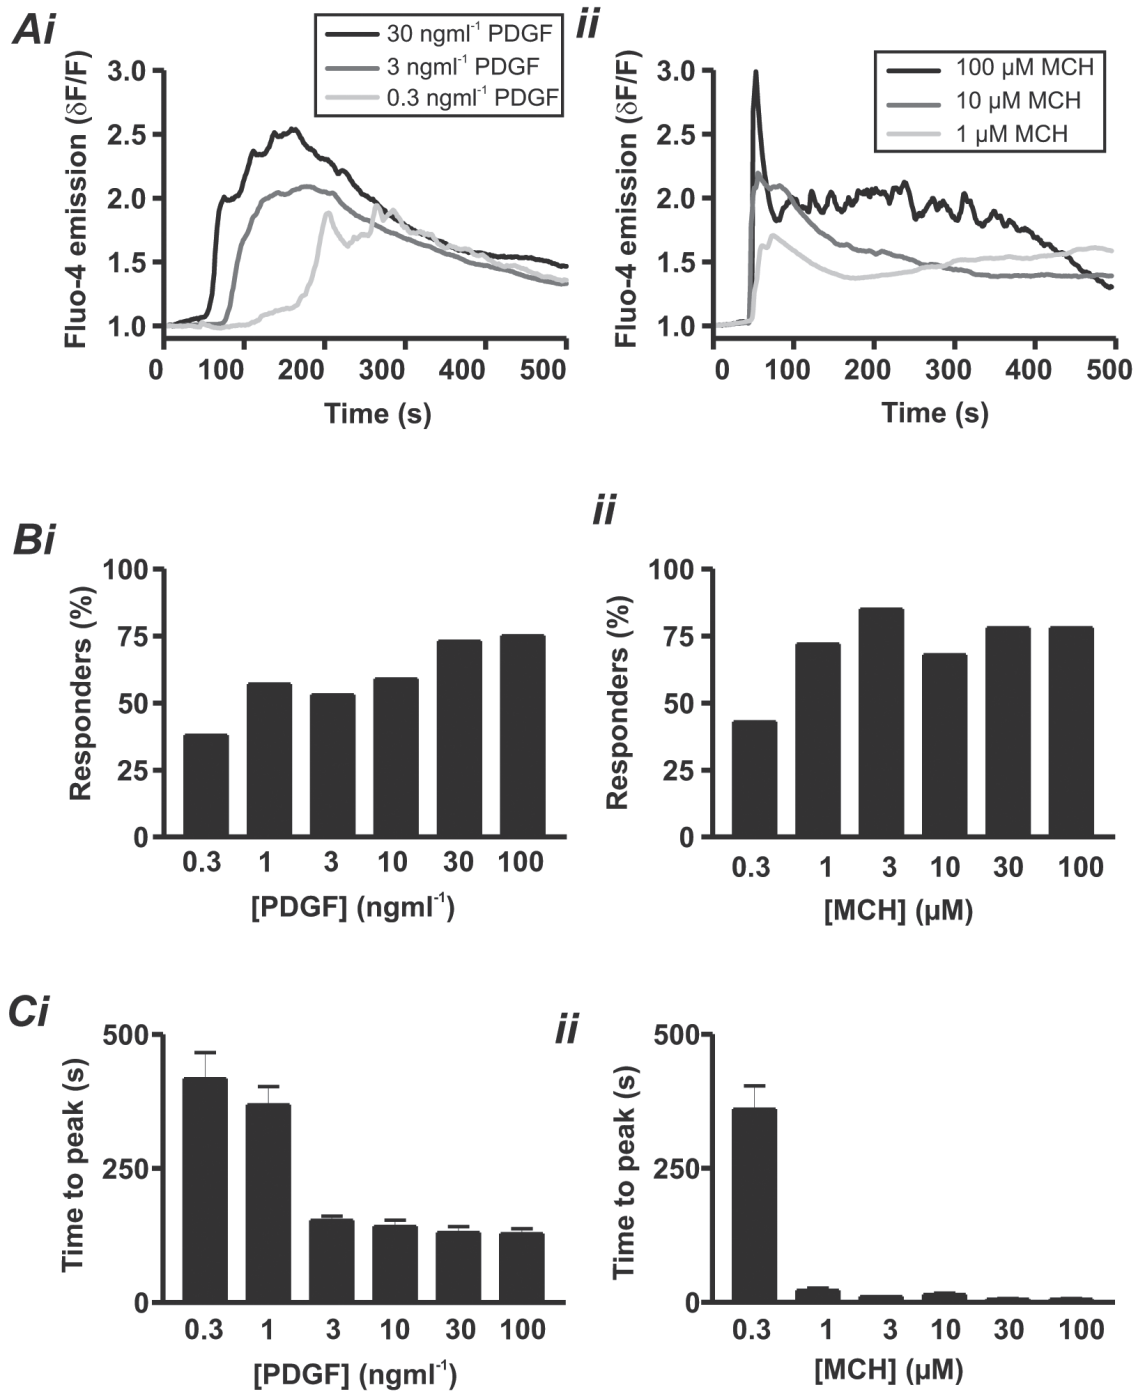 Ai
30 ngml⁻¹ PDGF
3 ngml⁻¹ PDGF
0.3 ngml⁻¹ PDGF
Fluo-4 emission (δF/F)
3.0
2.5
2.0
1.5
1.0
0 100 200 300 400 500
Time (s)
ii
100 µM MCH
10 µM MCH
1 µM MCH
Fluo-4 emission (δF/F)
3.0
2.5
2.0
1.5
1.0
0 100 200 300 400 500
Time (s)
Bi
Responders (%)
100
75
50
25
0
0.3 1 3 10 30 100
[PDGF] (ngml⁻¹)
ii
Responders (%)
100
75
50
25
0
0.3 1 3 10 30 100
[MCH] (µM)
Ci
Time to peak (s)
500
250
0
0.3 1 3 10 30 100
[PDGF] (ngml⁻¹)
ii
Time to peak (s)
500
250
0
0.3 1 3 10 30 100
[MCH] (µM)